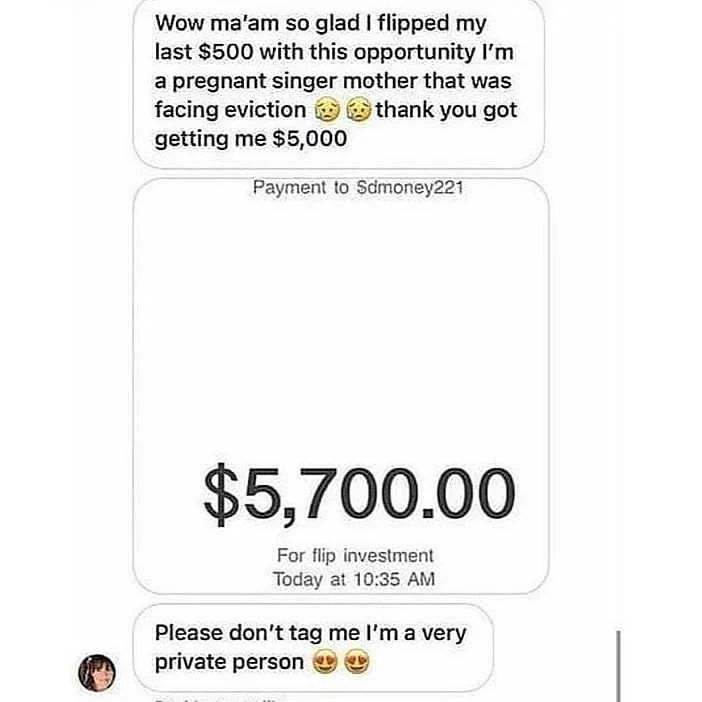 Wow ma'am so glad I flipped my
last $500 with this opportunity I'm
a pregnant singer mother that was
facing eviction 😥 😥 thank you got
getting me $5,000
Payment to $dmoney221
$5,700.00
For flip investment
Today at 10:35 AM
Please don't tag me I'm a very
private person 😍 😍